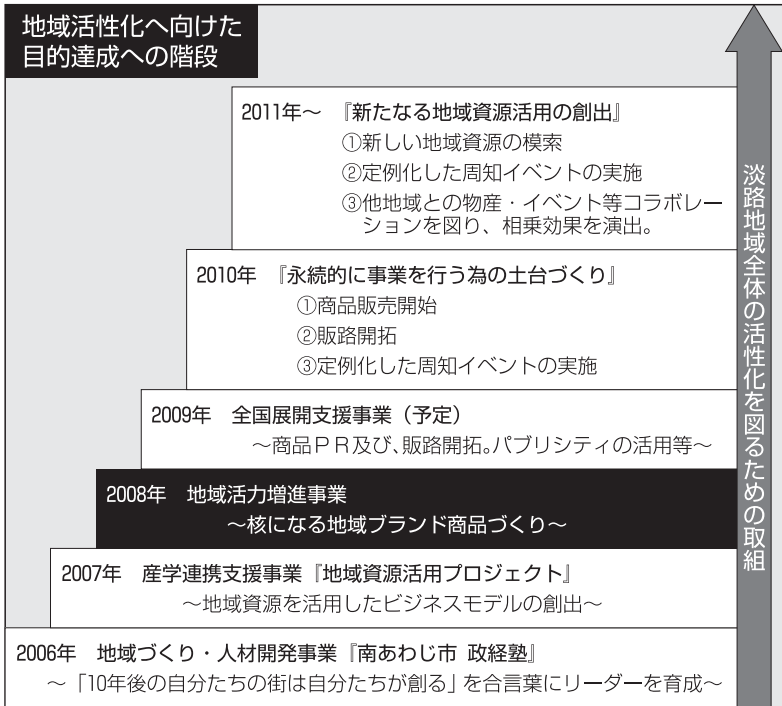 地域活性化へ向けた
目的達成への階段
2011年～ 『新たなる地域資源活用の創出』
①新しい地域資源の模索
②定例化した周知イベントの実施
③他地域との物産・イベント等コラボレー
ションを図り、相乗効果を演出。
2010年 『永続的に事業を行う為の土台づくり』
①商品販売開始
②販路開拓
③定例化した周知イベントの実施
2009年 全国展開支援事業（予定）
～商品ＰＲ及び、販路開拓。パブリシティの活用等～
2008年 地域活力増進事業
～核になる地域ブランド商品づくり～
2007年 産学連携支援事業『地域資源活用プロジェクト』
～地域資源を活用したビジネスモデルの創出～
2006年 地域づくり・人材開発事業『南あわじ市 政経塾』
～「10年後の自分たちの街は自分たちが創る」を合言葉にリーダーを育成～
淡路地域全体の活性化を図るための取組